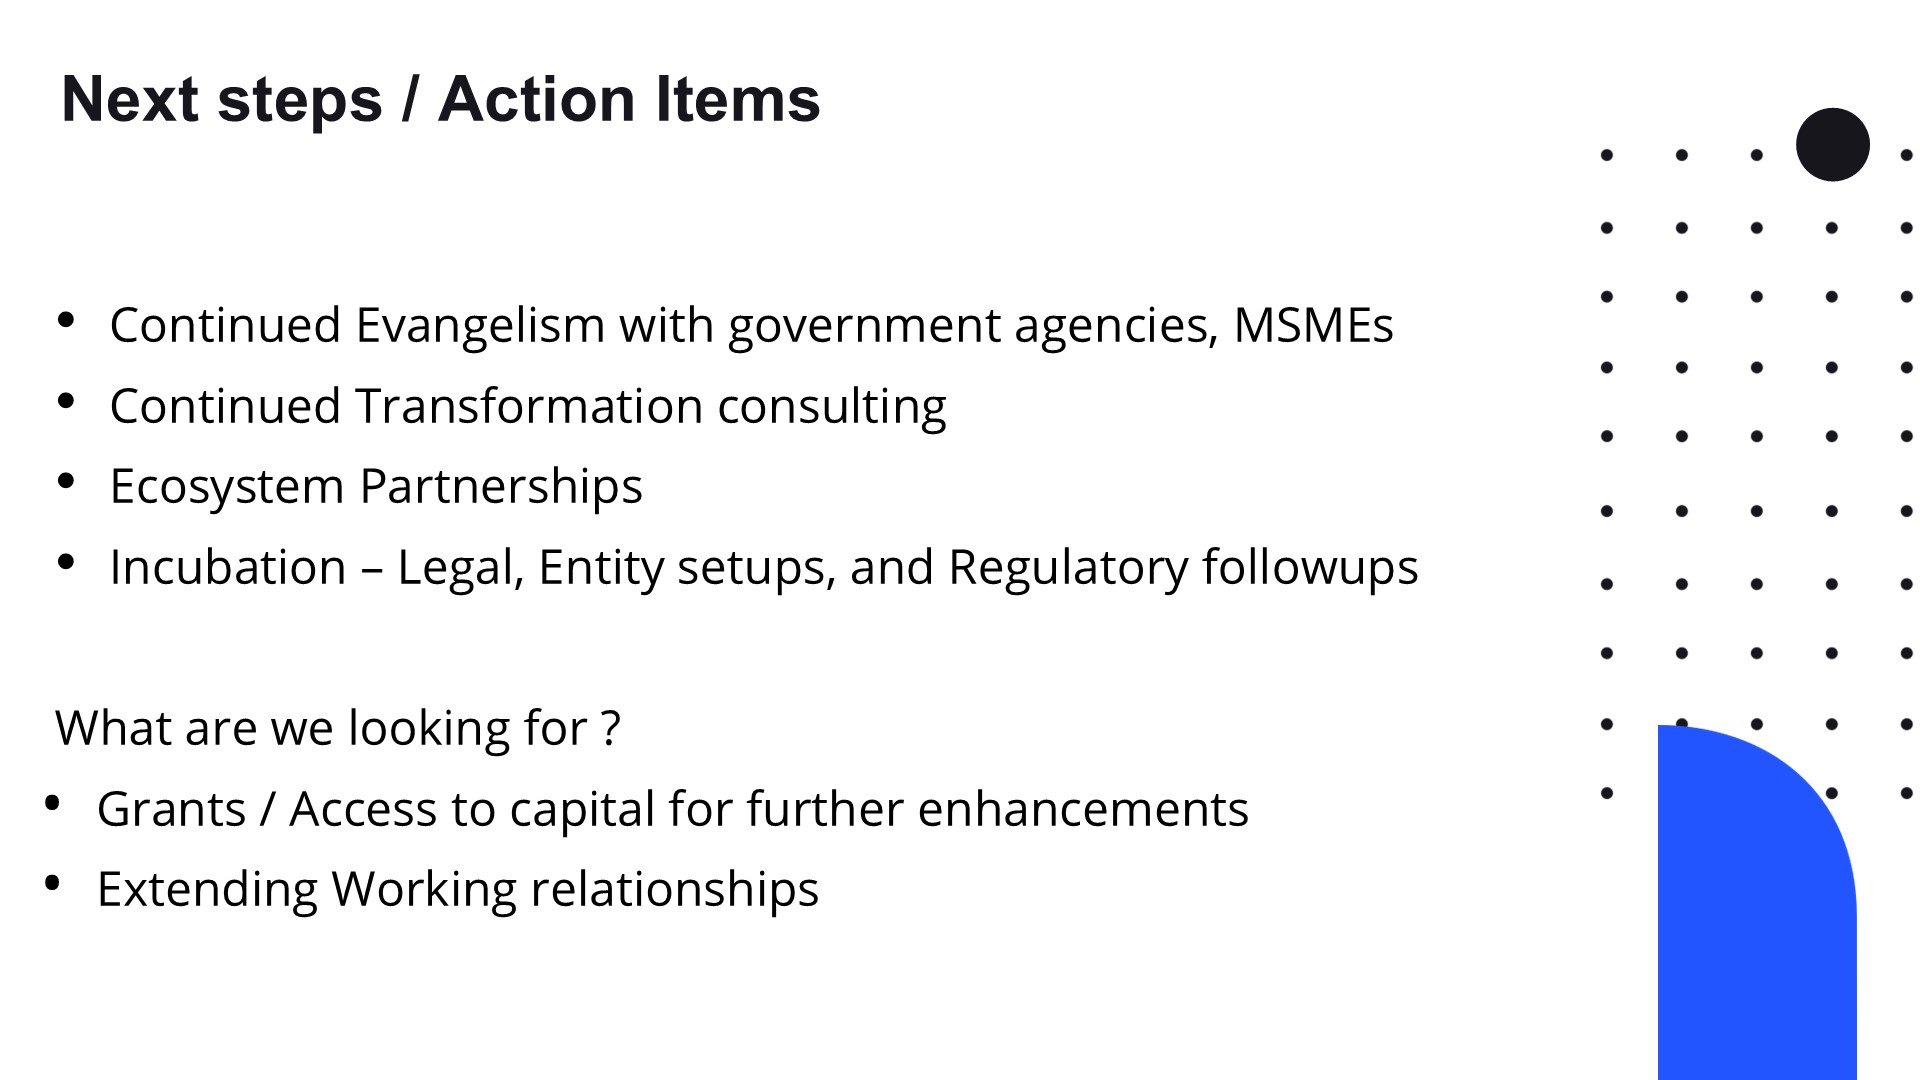 Next steps / Action Items
• Continued Evangelism with government agencies, MSMEs
• Continued Transformation consulting
• Ecosystem Partnerships
• Incubation – Legal, Entity setups, and Regulatory followups
What are we looking for ?
• Grants / Access to capital for further enhancements
• Extending Working relationships